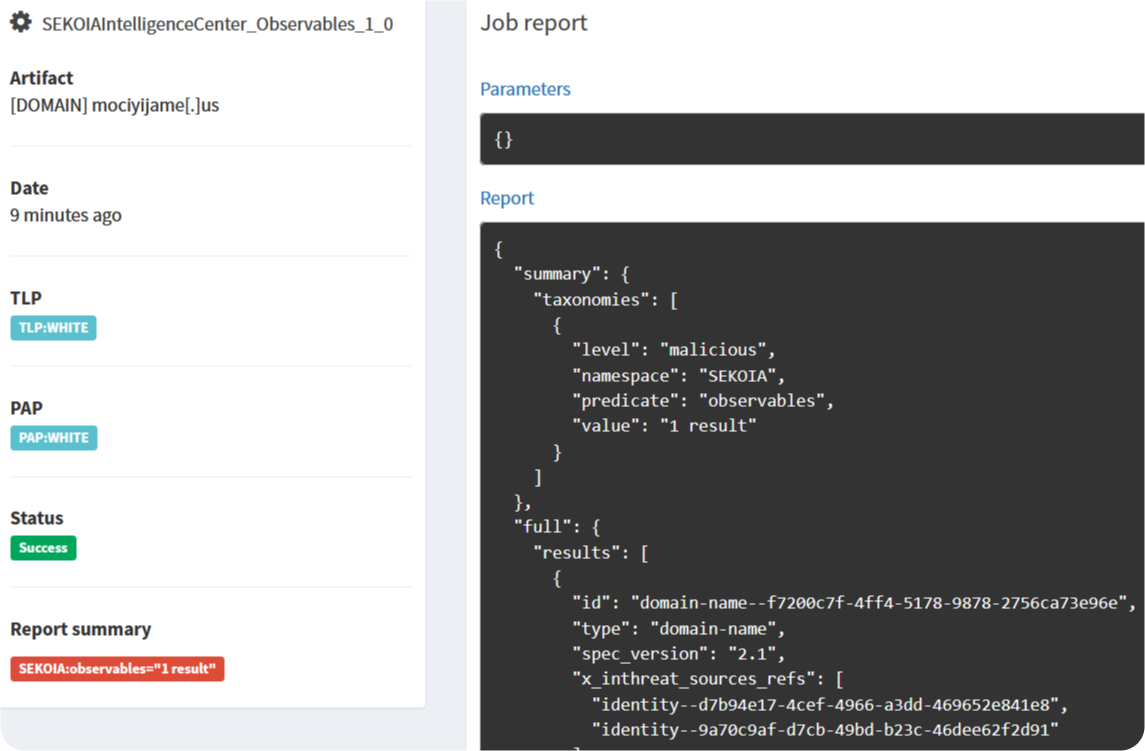 SEKOIAIntelligenceCenter_Observables_1_0
Artifact
[DOMAIN] mociyijame[.]us
Date
9 minutes ago
TLP
TLP:WHITE
PAP
PAP:WHITE
Status
Success
Report summary
SEKOIA:observables="1 result"
Job report
Parameters
{}
Report
{
  "summary": {
    "taxonomies": [
      {
        "level": "malicious",
        "namespace": "SEKOIA",
        "predicate": "observables",
        "value": "1 result"
      }
    ]
  },
  "full": {
    "results": [
      {
        "id": "domain-name--f7200c7f-4ff4-5178-9878-2756ca73e96e",
        "type": "domain-name",
        "spec_version": "2.1",
        "x_inthreat_sources_refs": [
          "identity--d7b94e17-4cef-4966-a3dd-469652e841e8",
          "identity--9a70c9af-d7cb-49bd-b23c-46dee62f2d91"